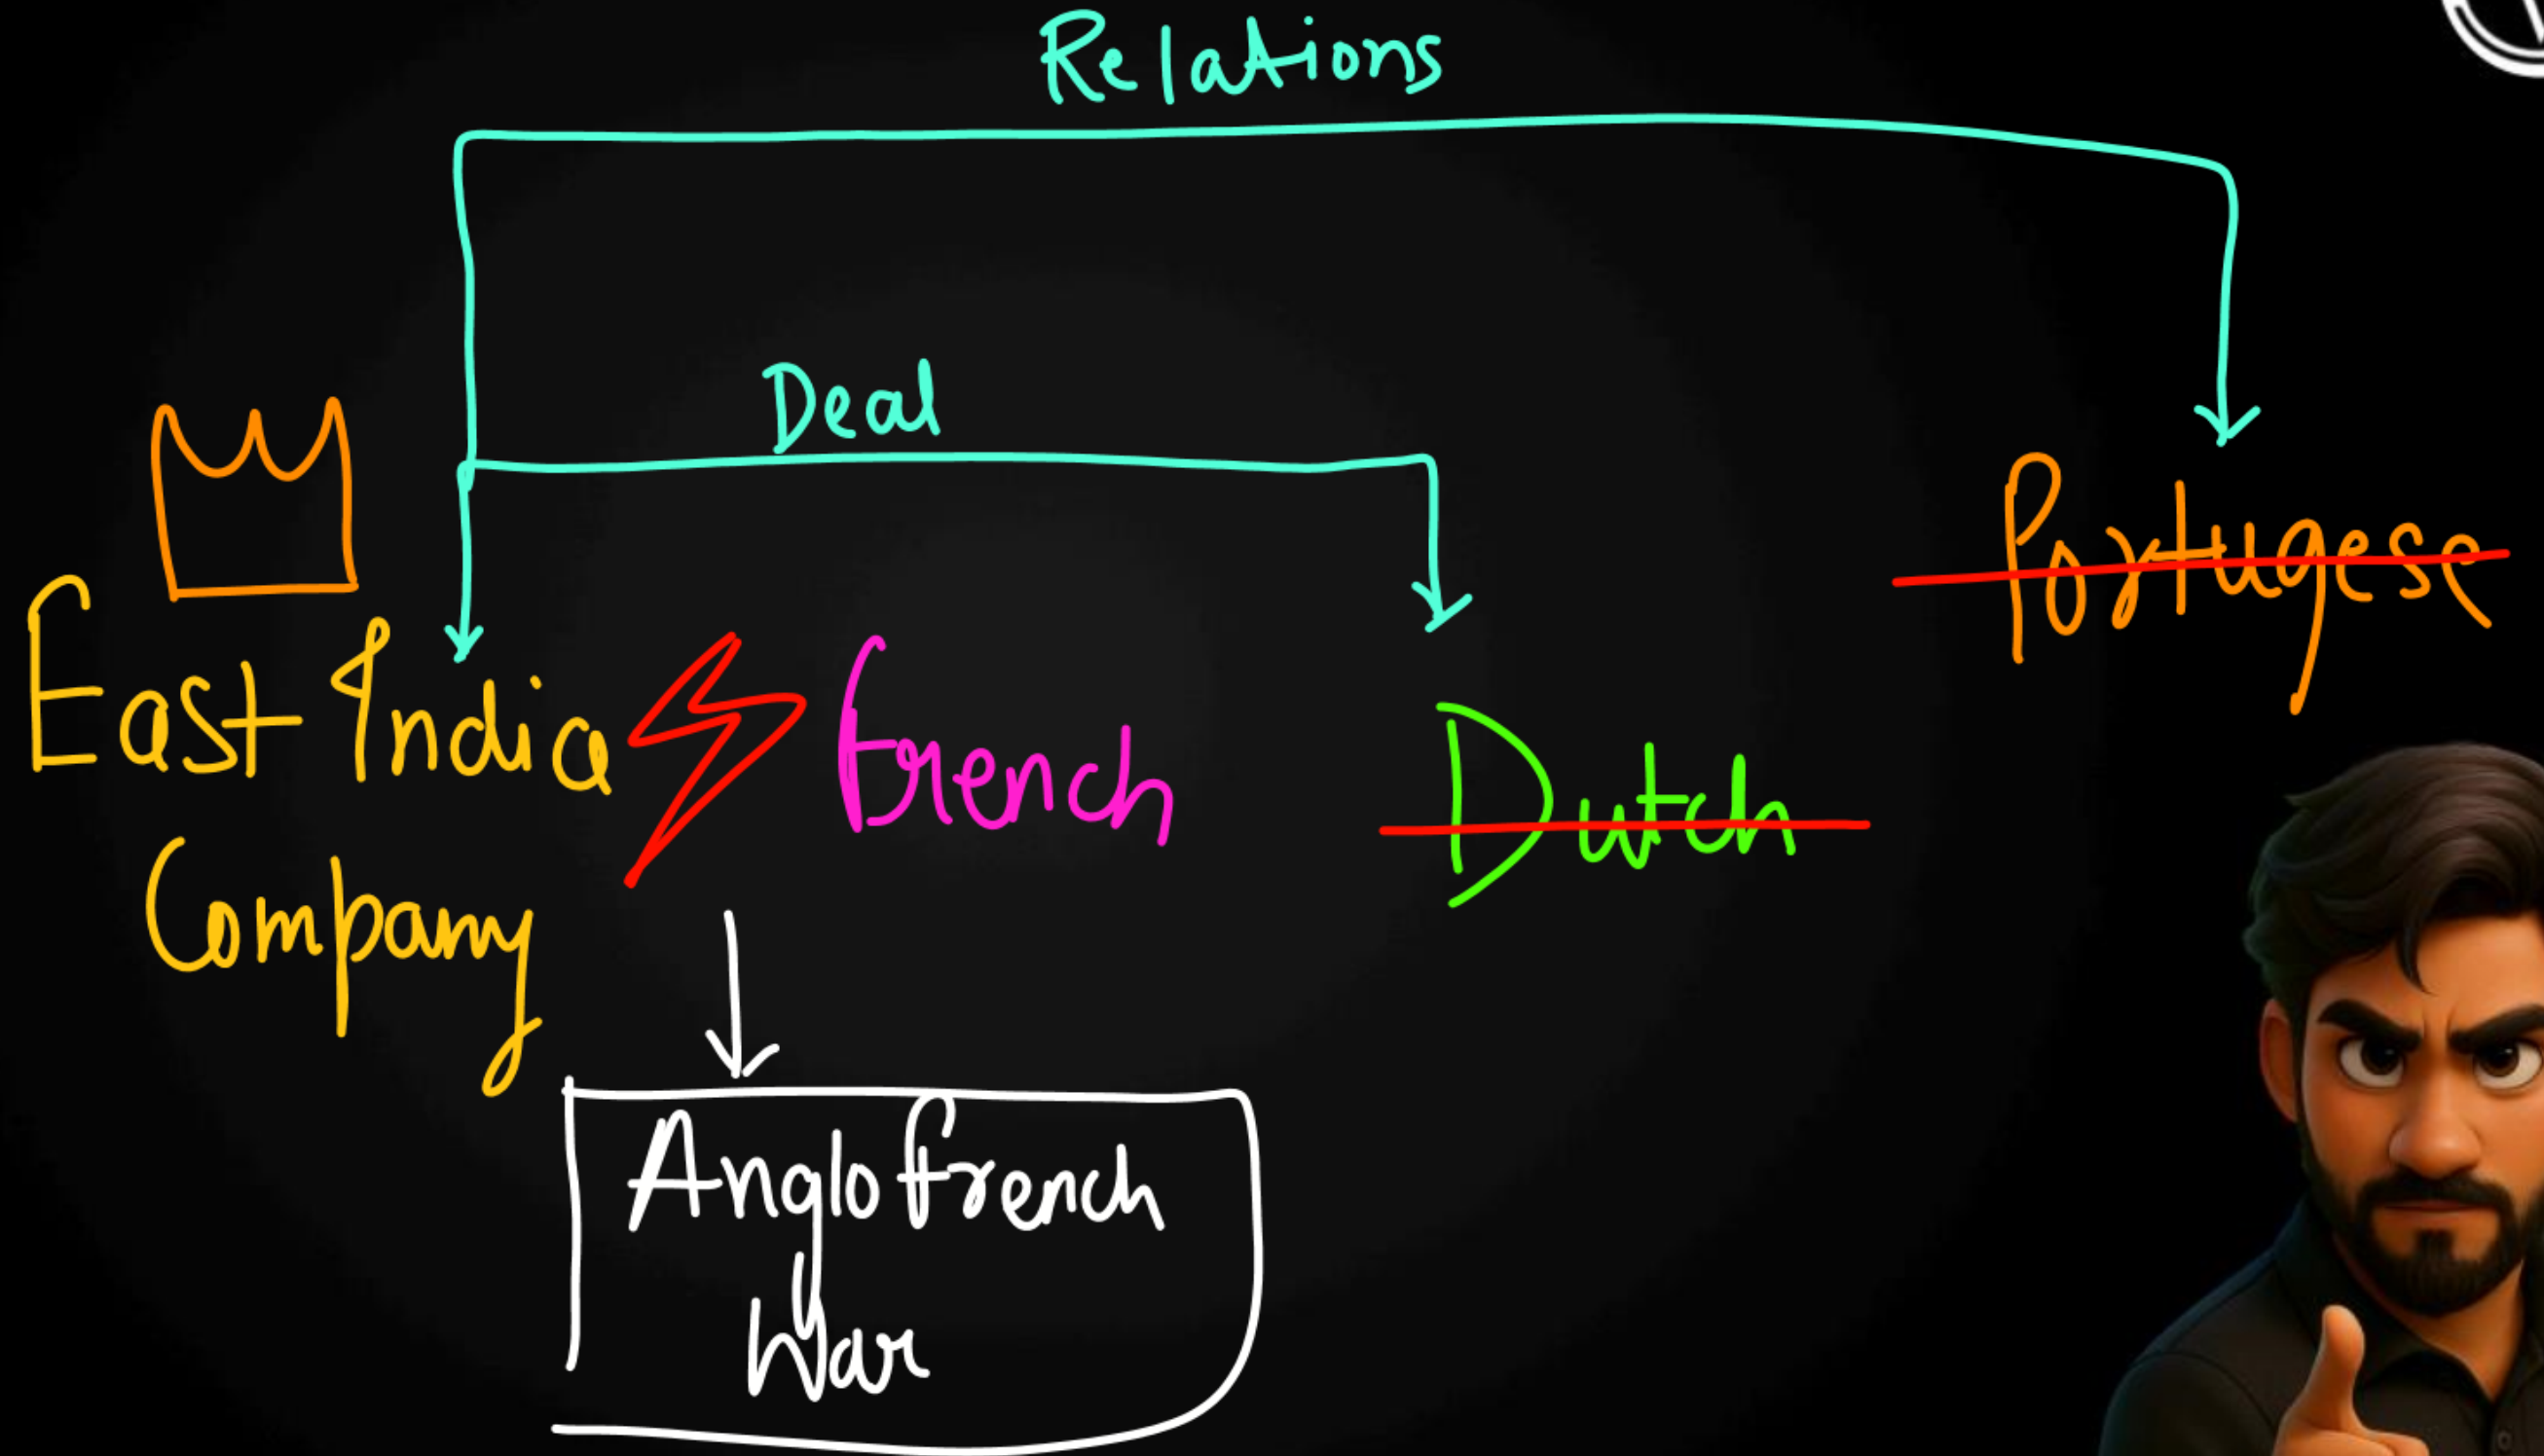 Relations
Deal
Portugese
East India
Company
French
Dutch
Anglo French
War